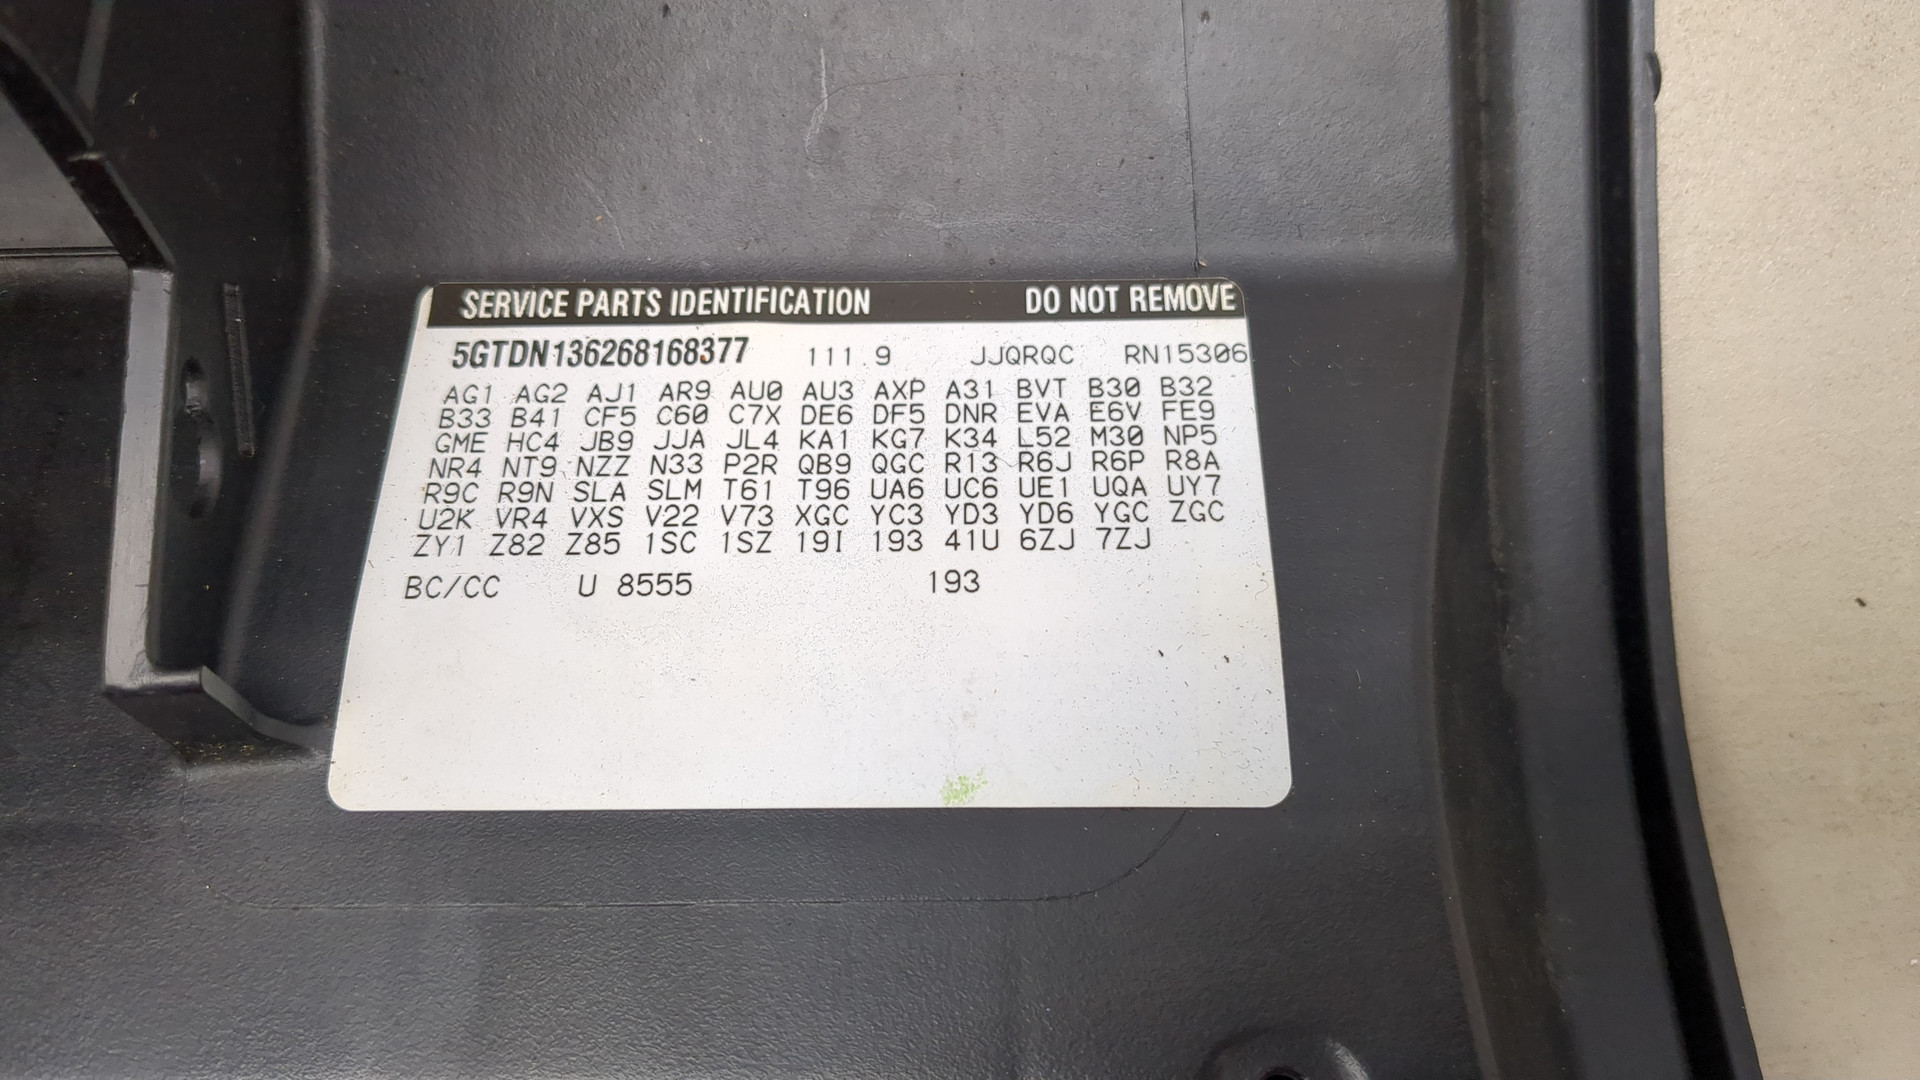 SERVICE PARTS IDENTIFICATION DO NOT REMOVE
5GTDN136268168377 111.9 JJQRQC RN15306
AG1 AG2 AJ1 AR9 AU0 AU3 AXP A31 BVT B30 B32
B33 B41 CF5 C60 C7X DE6 DF5 DNR EVA E6V FE9
GME HC4 JB9 JJA JL4 KA1 KG7 K34 L52 M30 NP5
NR4 NT9 NZZ N33 P2R QB9 QGC R13 R6J R6P R8A
R9C R9N SLA SLM T61 T96 UA6 UC6 UE1 UQA UY7
U2K VR4 VXS V22 V73 XGC YC3 YD3 YD6 YGC ZGC
ZY1 Z82 Z85 1SC 1SZ 19I 193 41U 6ZJ 7ZJ
BC/CC U 8555 193